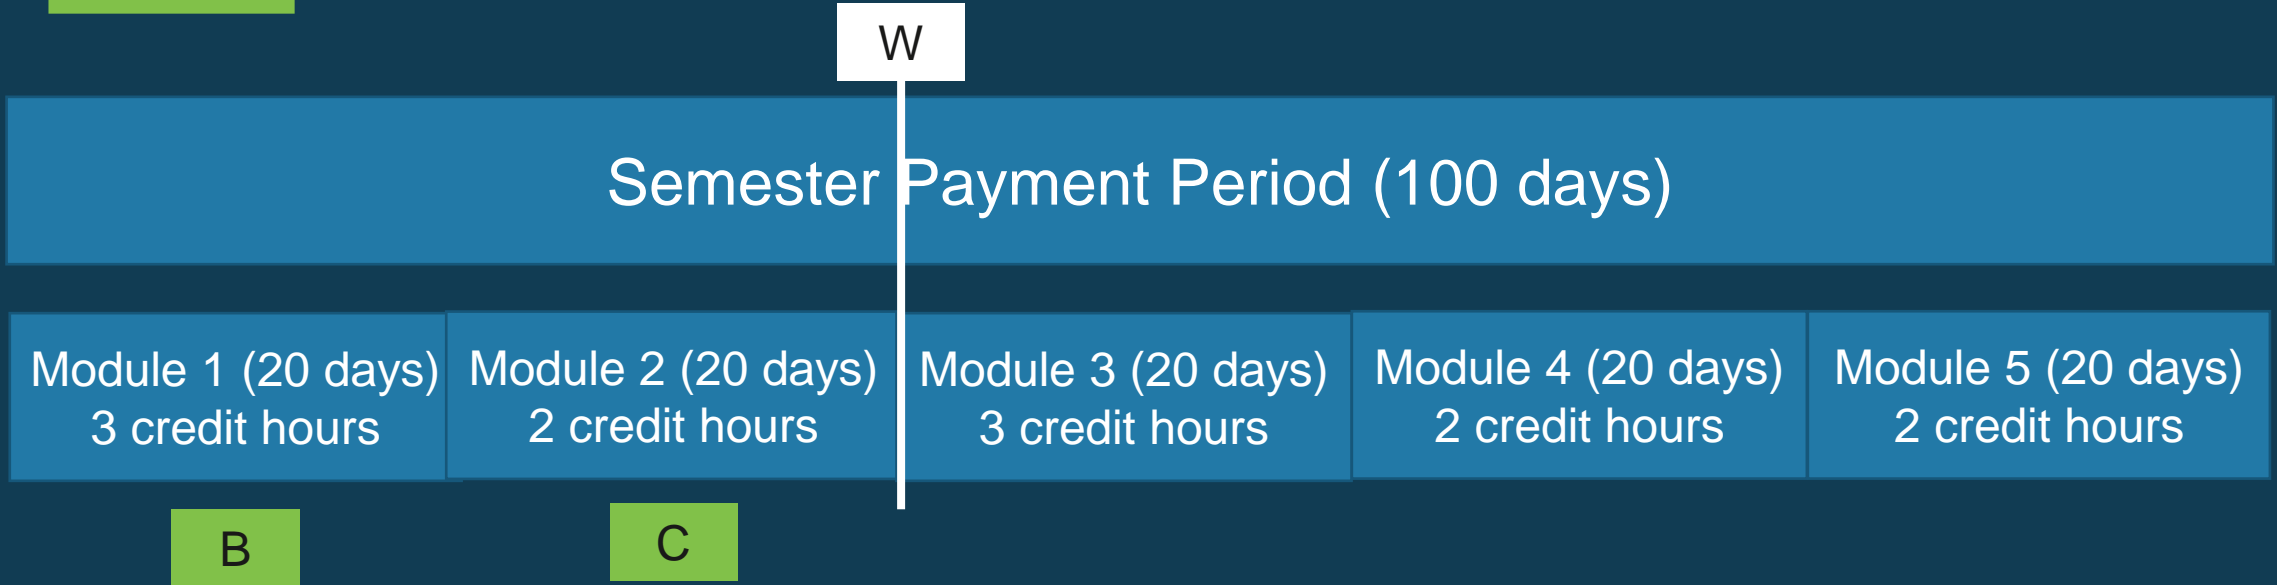 W
Semester Payment Period (100 days)
Module 1 (20 days)
3 credit hours
Module 2 (20 days)
2 credit hours
Module 3 (20 days)
3 credit hours
Module 4 (20 days)
2 credit hours
Module 5 (20 days)
2 credit hours
B
C